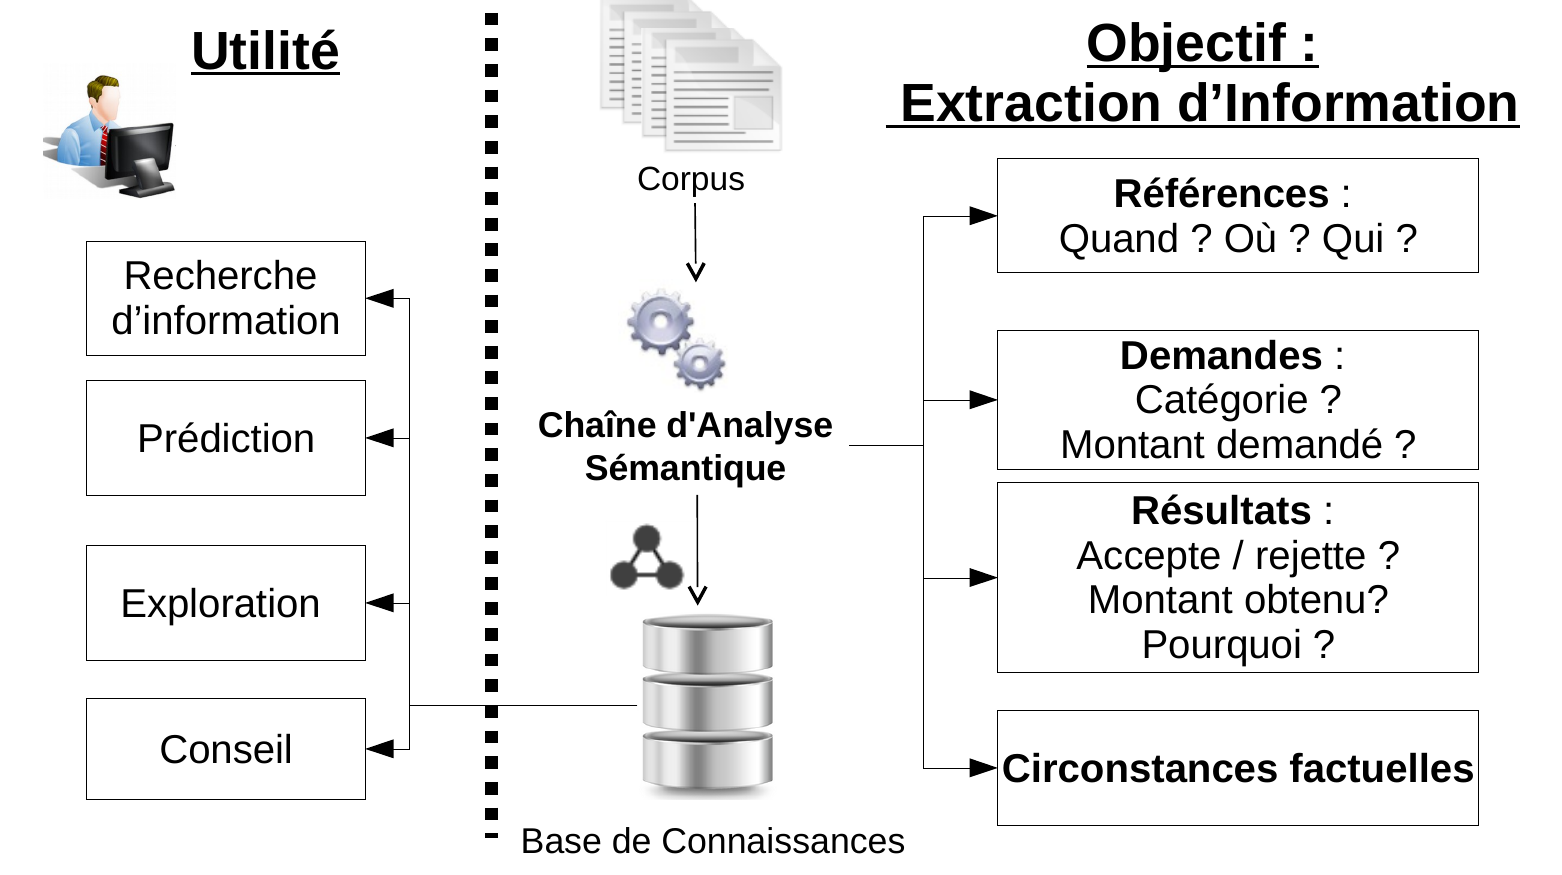 Utilité
Recherche
d’information
Prédiction
Exploration
Conseil
Corpus
Chaîne d'Analyse
Sémantique
Base de Connaissances
Objectif :
Extraction d’Information
Références :
Quand ? Où ? Qui ?
Demandes :
Catégorie ?
Montant demandé ?
Résultats :
Accepte / rejette ?
Montant obtenu?
Pourquoi ?
Circonstances factuelles